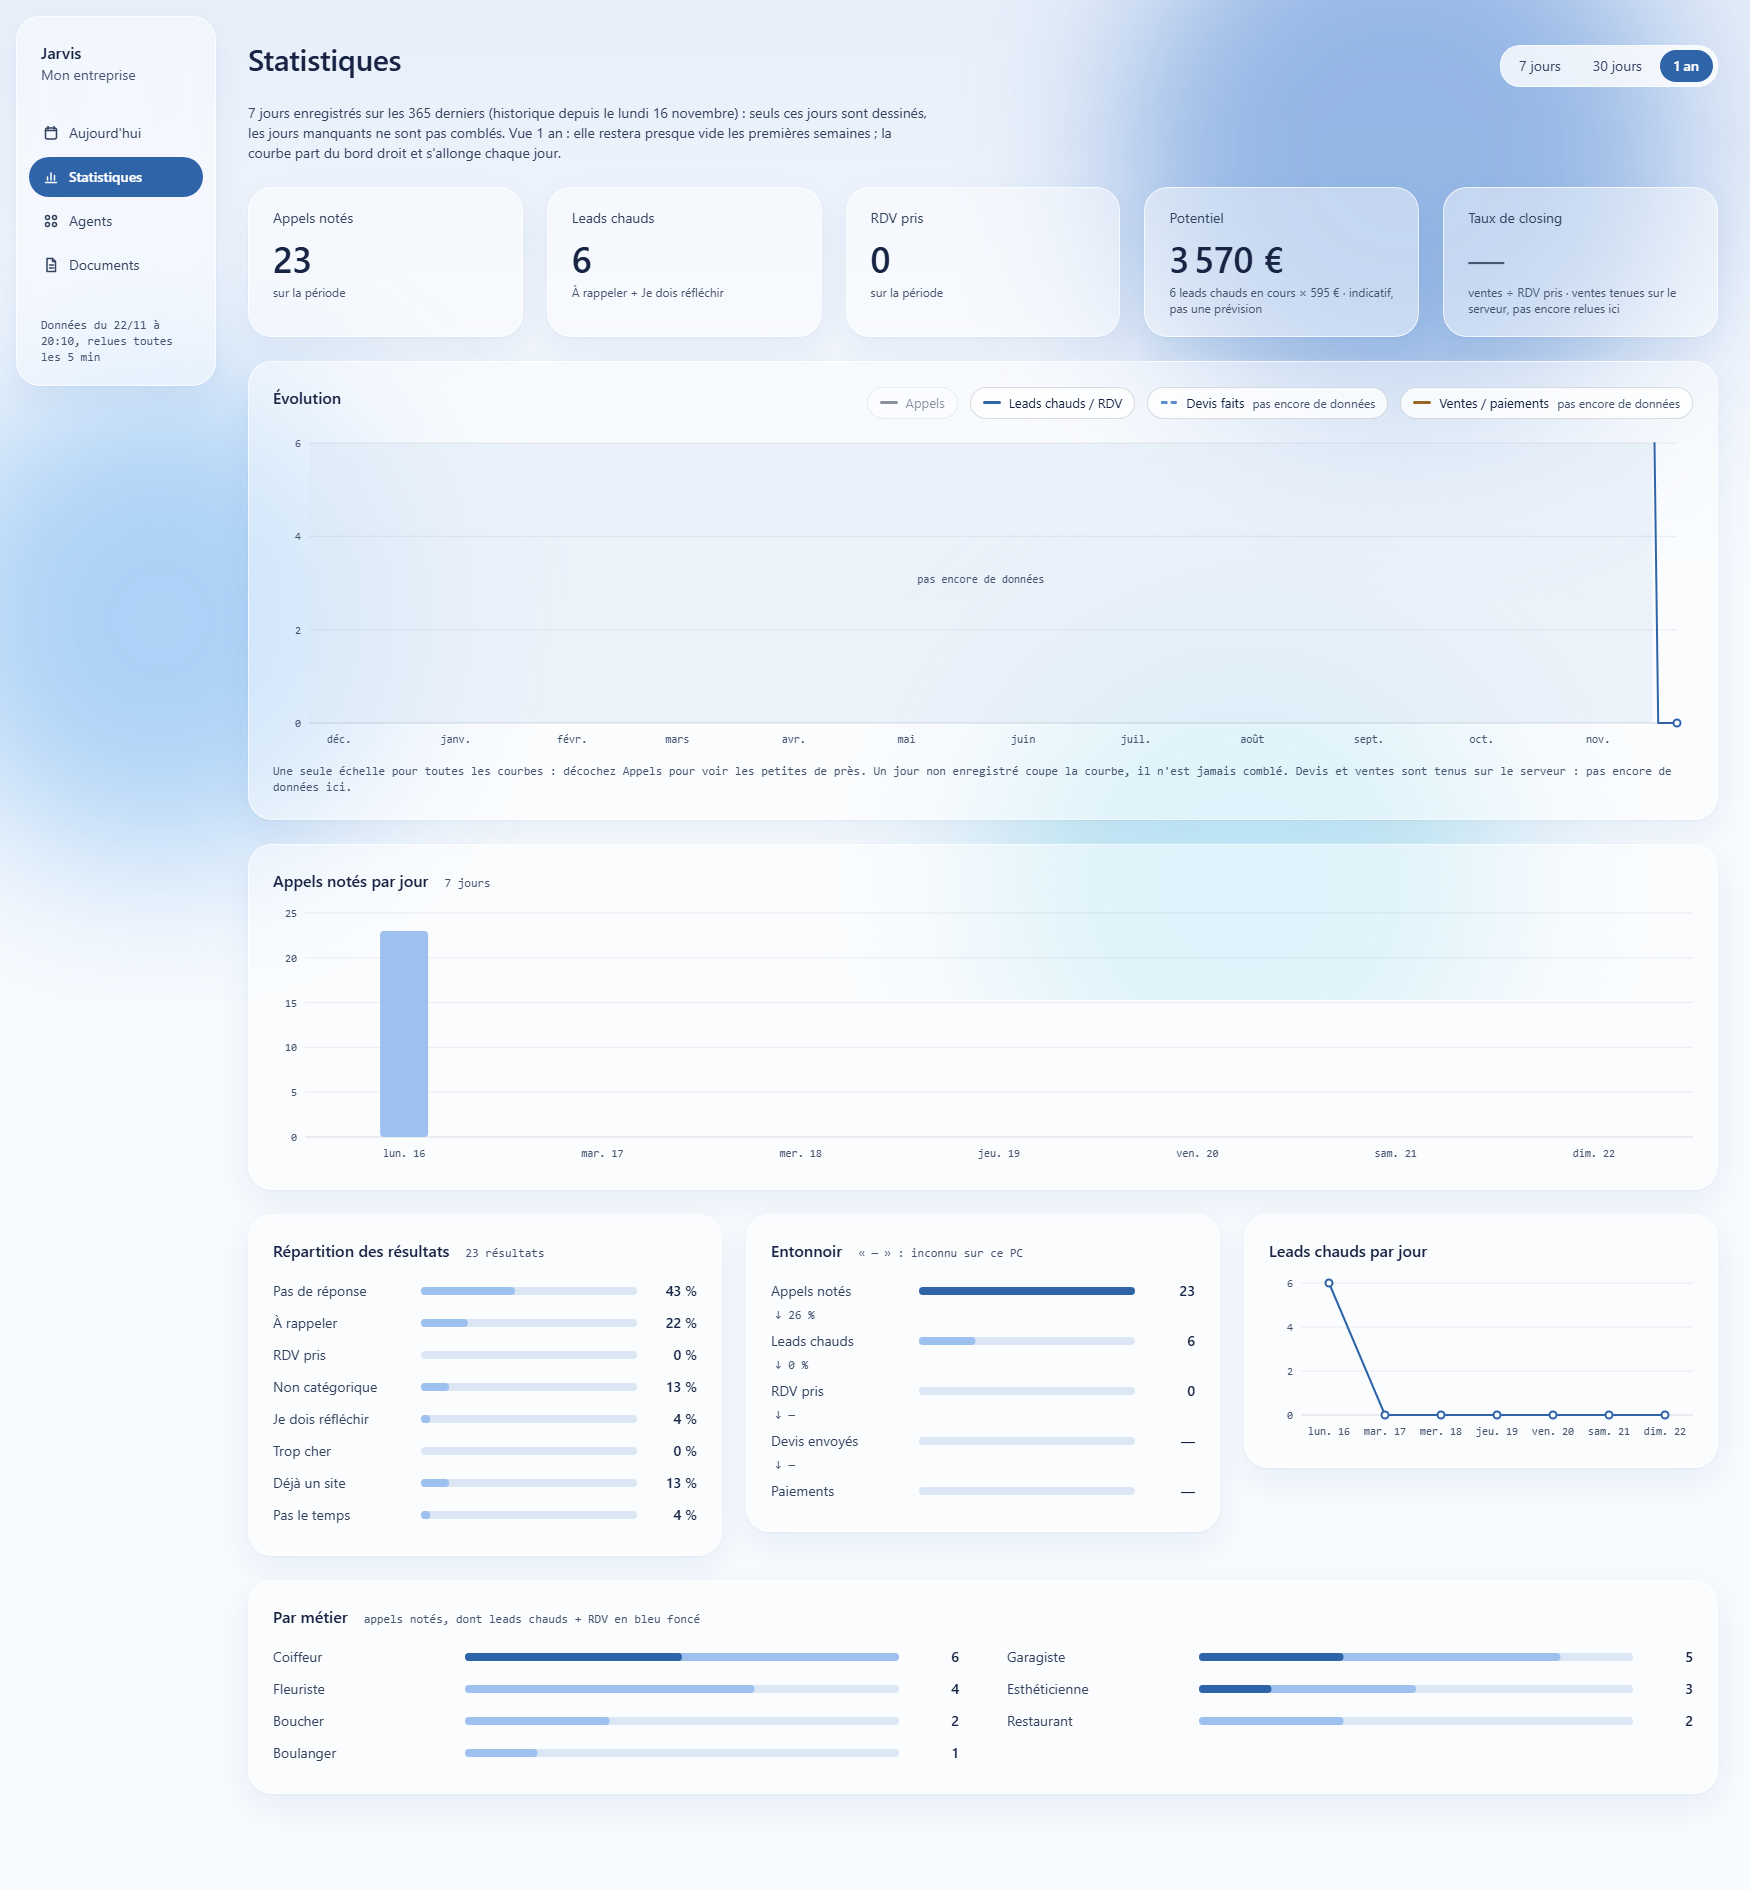 Jarvis
Mon entreprise
Aujourd'hui
Statistiques
Agents
Documents
Données du 22/11 à
20:10, relues toutes
les 5 min
Statistiques
7 jours
30 jours
1 an
7 jours enregistrés sur les 365 derniers (historique depuis le lundi 16 novembre) : seuls ces jours sont dessinés,
les jours manquants ne sont pas comblés. Vue 1 an : elle restera presque vide les premières semaines ; la
courbe part du bord droit et s'allonge chaque jour.
Appels notés
23
sur la période
Leads chauds
6
À rappeler + Je dois réfléchir
RDV pris
0
sur la période
Potentiel
3 570 €
6 leads chauds en cours × 595 € · indicatif,
pas une prévision
Taux de closing
—
ventes ÷ RDV pris · ventes tenues sur le
serveur, pas encore relues ici
Évolution
Appels
Leads chauds / RDV
Devis faits pas encore de données
Ventes / paiements pas encore de données
6
4
2
0
pas encore de données
déc. janv. févr. mars avr. mai juin juil. août sept. oct. nov.
Une seule échelle pour toutes les courbes : décochez Appels pour voir les petites de près. Un jour non enregistré coupe la courbe, il n'est jamais comblé. Devis et ventes sont tenus sur le serveur : pas encore de
données ici.
Appels notés par jour 7 jours
25
20
15
10
5
0
lun. 16 mar. 17 mer. 18 jeu. 19 ven. 20 sam. 21 dim. 22
Répartition des résultats 23 résultats
Pas de réponse 43 %
À rappeler 22 %
RDV pris 0 %
Non catégorique 13 %
Je dois réfléchir 4 %
Trop cher 0 %
Déjà un site 13 %
Pas le temps 4 %
Entonnoir « — » : inconnu sur ce PC
Appels notés 23
↓ 26 %
Leads chauds 6
↓ 0 %
RDV pris 0
↓ —
Devis envoyés —
↓ —
Paiements —
Leads chauds par jour
6
4
2
0
lun. 16 mar. 17 mer. 18 jeu. 19 ven. 20 sam. 21 dim. 22
Par métier appels notés, dont leads chauds + RDV en bleu foncé
Coiffeur 6
Garagiste 5
Fleuriste 4
Esthéticienne 3
Boucher 2
Restaurant 2
Boulanger 1